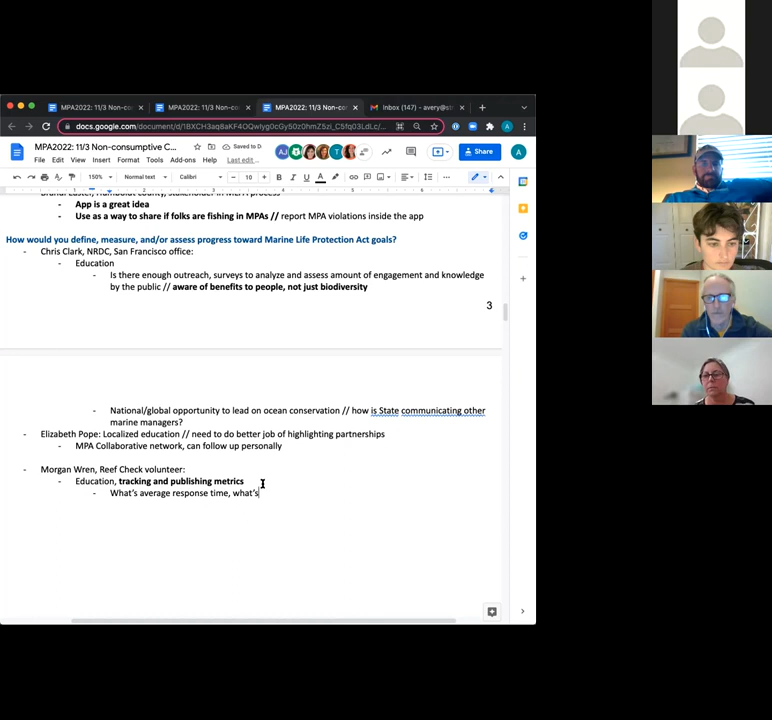 MPA2022: 11/3 Non-co
MPA2022: 11/3 Non-co
MPA2022: 11/3 Non-co
Inbox (147) - avery@st
MPA2022: 11/3 Non-consumptive C...
Saved to D
File Edit View Insert Format Tools Add-ons Help Last edit ...
Share
A
150% Normal text Calibri 10
App is a great idea
Use as a way to share if folks are fishing in MPAs // report MPA violations inside the app
How would you define, measure, and/or assess progress toward Marine Life Protection Act goals?
- Chris Clark, NRDC, San Francisco office:
- Education
- Is there enough outreach, surveys to analyze and assess amount of engagement and knowledge
by the public // aware of benefits to people, not just biodiversity
3
- National/global opportunity to lead on ocean conservation // how is State communicating other
marine managers?
- Elizabeth Pope: Localized education // need to do better job of highlighting partnerships
- MPA Collaborative network, can follow up personally
- Morgan Wren, Reef Check volunteer:
- Education, tracking and publishing metrics
- What's average response time, what's